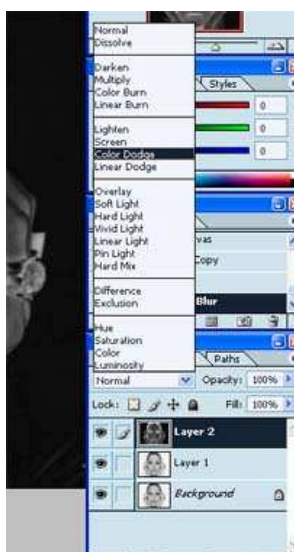 Normal
Dissolve
Darken
Multiply
Color Burn
Linear Burn
Lighten
Screen
Color Dodge
Linear Dodge
Overlay
Soft Light
Hard Light
Vivid Light
Linear Light
Pin Light
Hard Mix
Difference
Exclusion
Hue
Saturation
Color
Luminosity
Styles
0
0
0
vas
Copy
Blur
Paths
Normal Opacity: 100%
Lock: Fill: 100%
Layer 2
Layer 1
Background